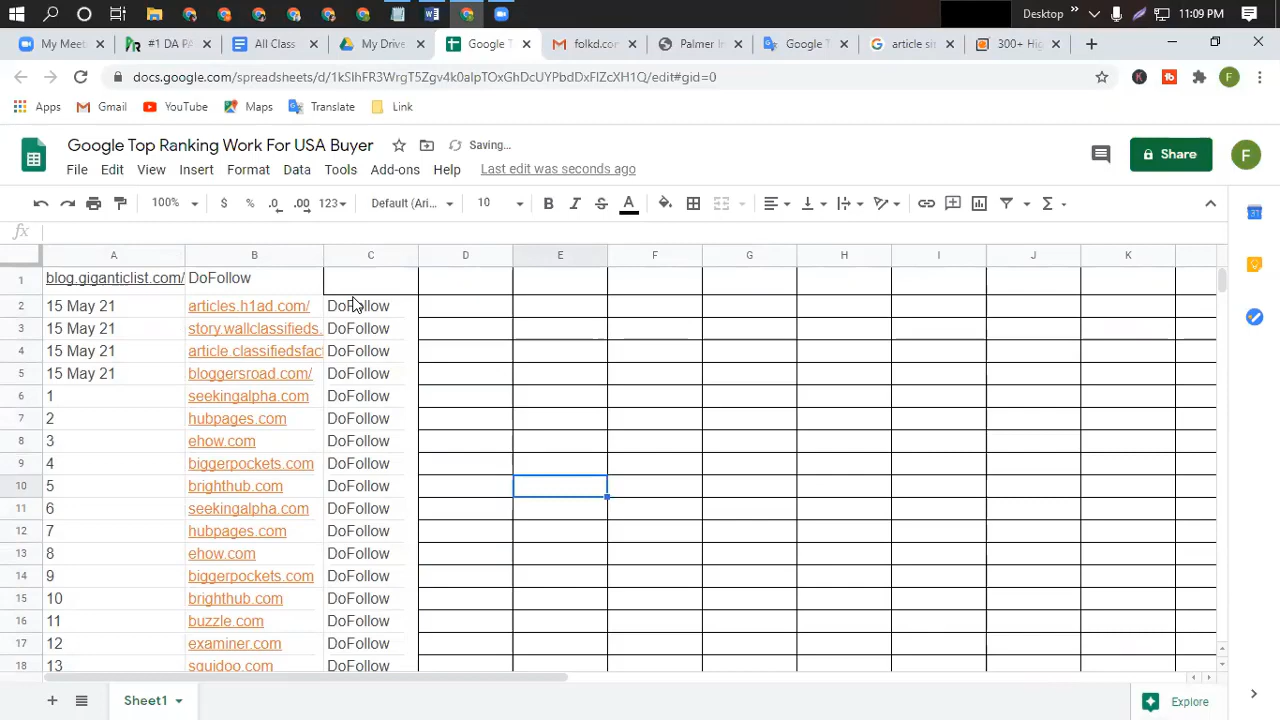 Desktop » 11:09 PM
My Mee #1 DA PA All Class My Drive Google T folkd.com Palmer In Google T article sit 300+ Hig
docs.google.com/spreadsheets/d/1kSlhFR3WrgT5Zgv4k0alpTOxGhDcUYPbdDxFlZcXH1Q/edit#gid=0
Apps Gmail YouTube Maps Translate Link
Google Top Ranking Work For USA Buyer Saving...
File Edit View Insert Format Data Tools Add-ons Help Last edit was seconds ago
Share F
100% $ % .0 .00 123 Default (Ari... 10 B I S A
fx
A B C D E F G H I J K
1 blog.giganticlist.com/ DoFollow
2 15 May 21 articles.h1ad.com/ DoFollow
3 15 May 21 story.wallclassifieds. DoFollow
4 15 May 21 article.classifiedsfac DoFollow
5 15 May 21 bloggersroad.com/ DoFollow
6 1 seekingalpha.com DoFollow
7 2 hubpages.com DoFollow
8 3 ehow.com DoFollow
9 4 biggerpockets.com DoFollow
10 5 brighthub.com DoFollow
11 6 seekingalpha.com DoFollow
12 7 hubpages.com DoFollow
13 8 ehow.com DoFollow
14 9 biggerpockets.com DoFollow
15 10 brighthub.com DoFollow
16 11 buzzle.com DoFollow
17 12 examiner.com DoFollow
18 13 squidoo.com DoFollow
Sheet1 Explore